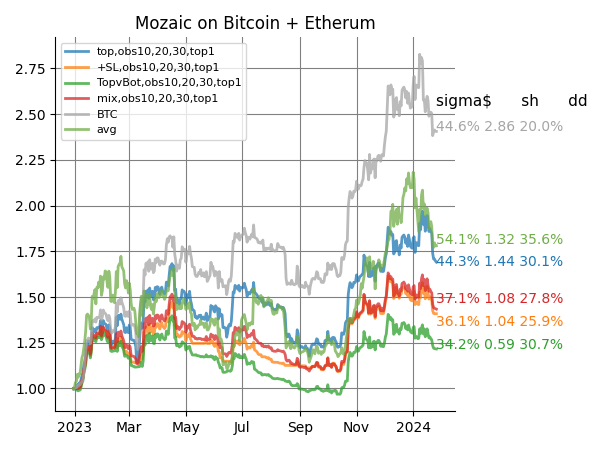 Mozaic on Bitcoin + Etherum
top,obs10,20,30,top1
+SL,obs10,20,30,top1
TopvBot,obs10,20,30,top1
mix,obs10,20,30,top1
BTC
avg
2.75
2.50
2.25
2.00
1.75
1.50
1.25
1.00
sigma$ sh dd
44.6% 2.86 20.0%
54.1% 1.32 35.6%
44.3% 1.44 30.1%
37.1% 1.08 27.8%
36.1% 1.04 25.9%
34.2% 0.59 30.7%
2023 Mar May Jul Sep Nov 2024